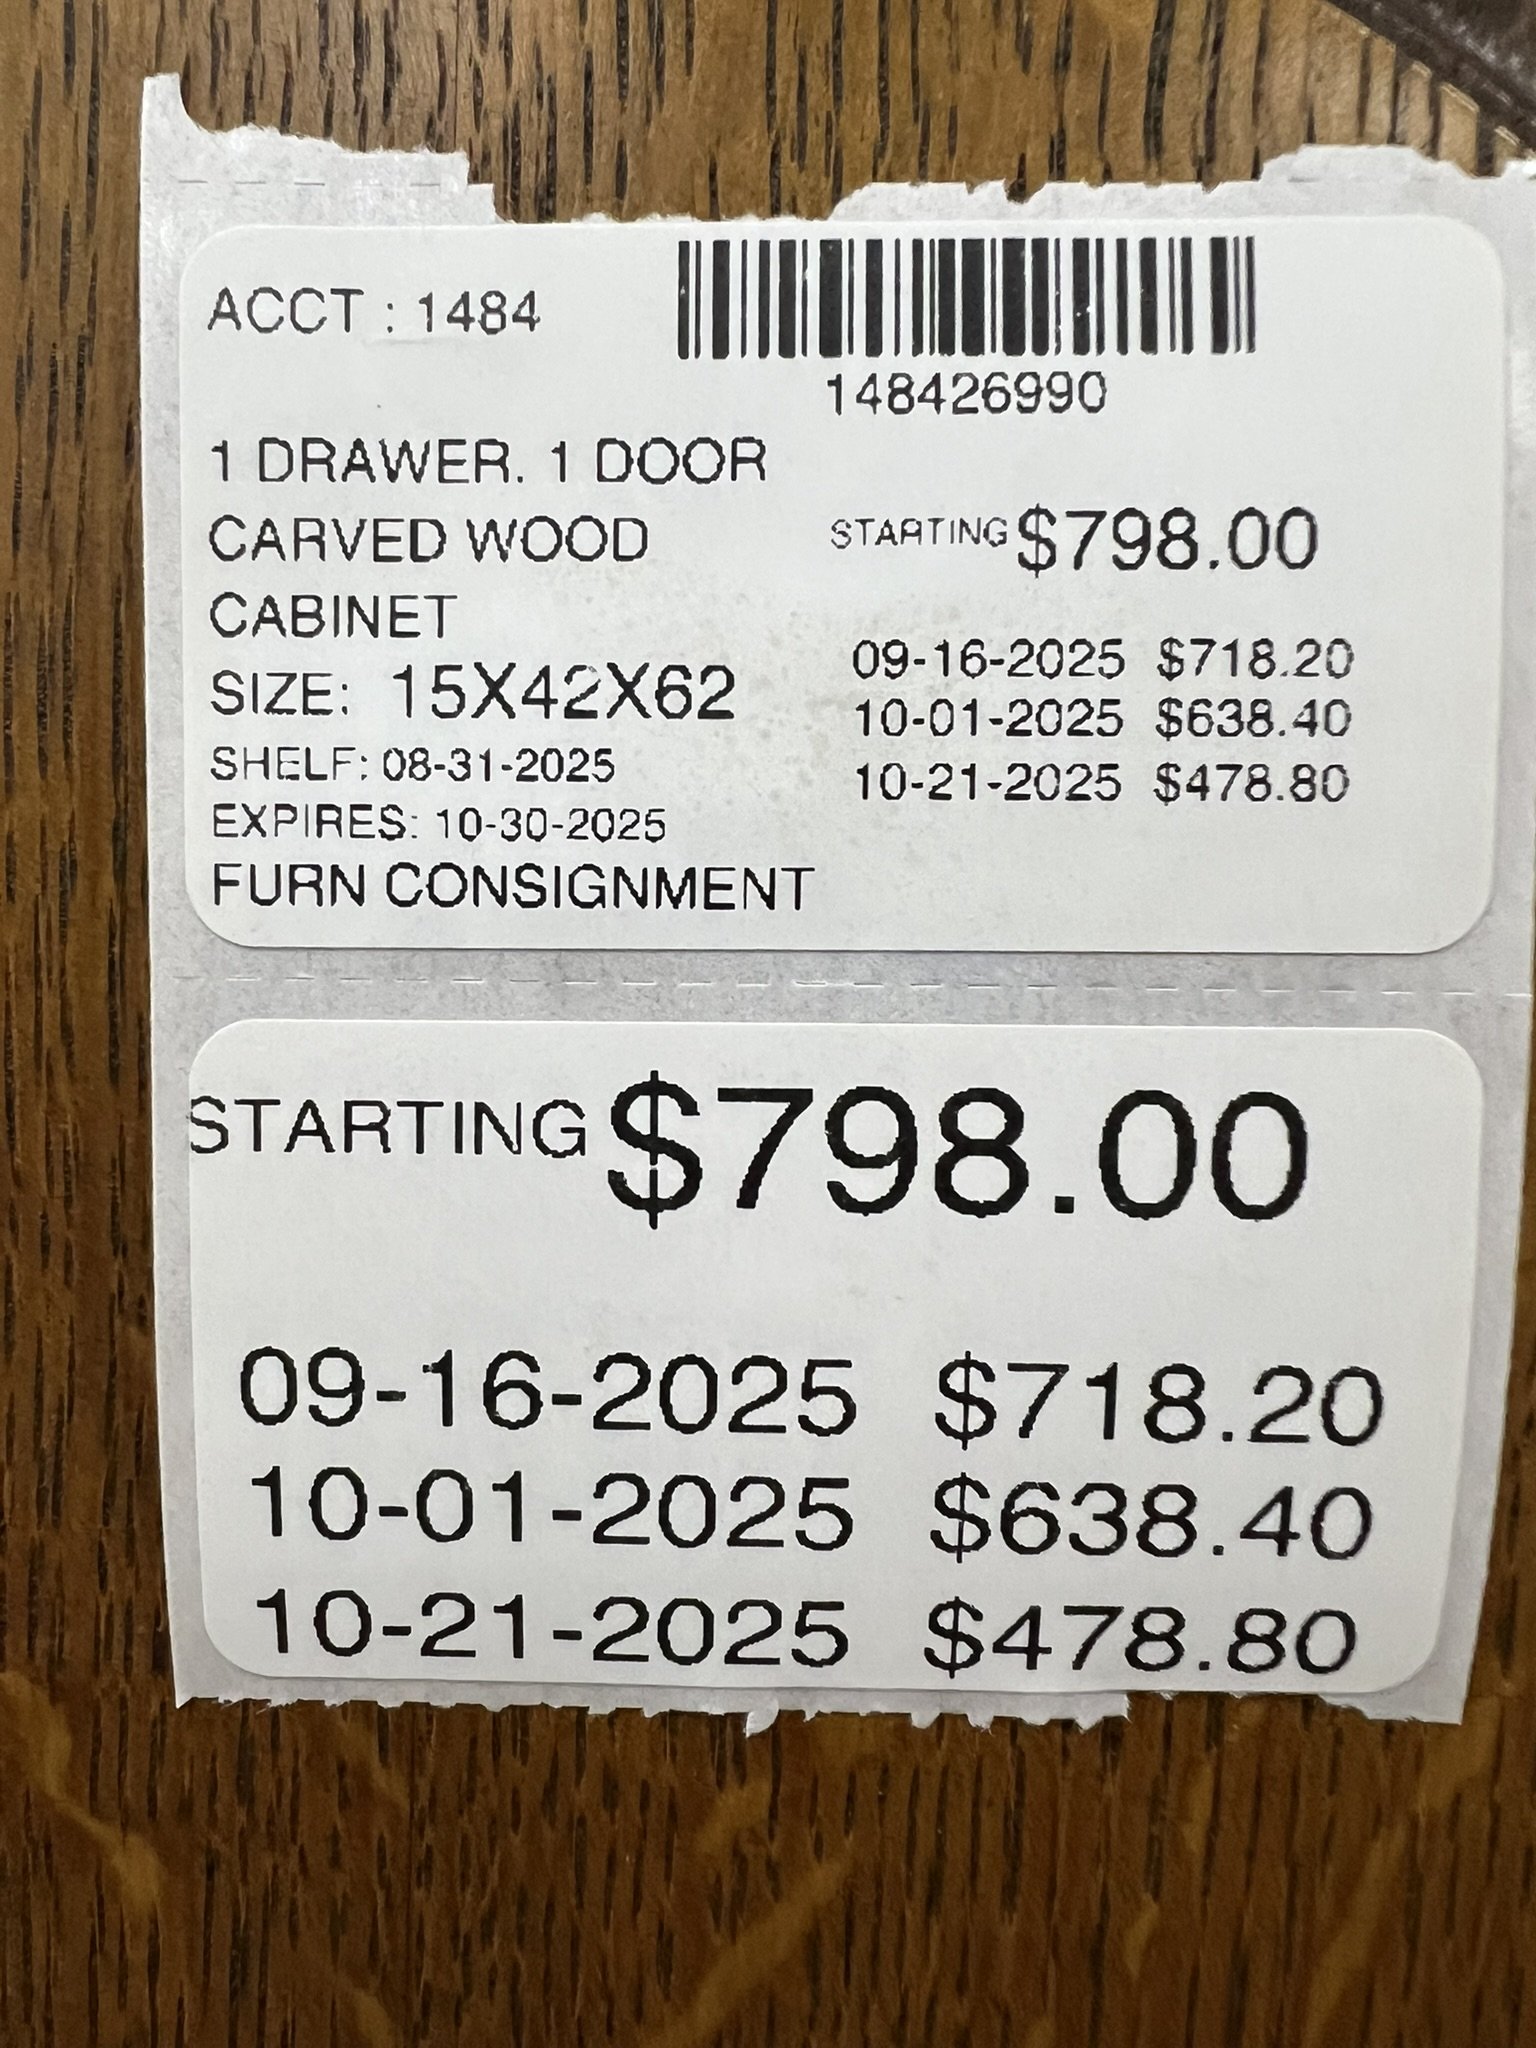 ACCT : 1484
148426990
1 DRAWER. 1 DOOR
CARVED WOOD
CABINET
SIZE: 15X42X62
SHELF: 08-31-2025
EXPIRES: 10-30-2025
FURN CONSIGNMENT
STARTING $798.00
09-16-2025 $718.20
10-01-2025 $638.40
10-21-2025 $478.80
STARTING $798.00
09-16-2025 $718.20
10-01-2025 $638.40
10-21-2025 $478.80